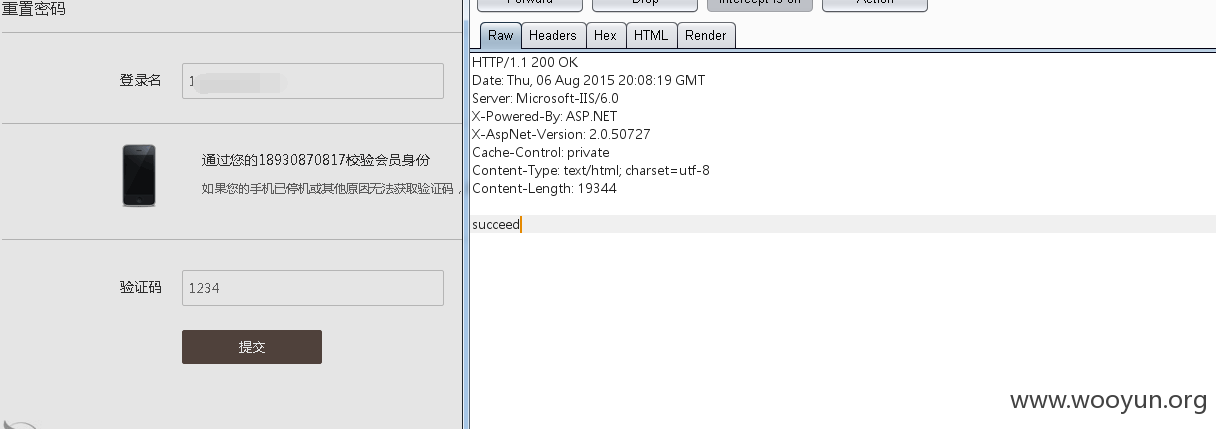 重置密码
登录名
1
通过您的18930870817校验会员身份
如果您的手机已停机或其他原因无法获取验证码，
验证码
1234
提交
Forward
Drop
Intercept is on
Action
Raw
Headers
Hex
HTML
Render
HTTP/1.1 200 OK
Date: Thu, 06 Aug 2015 20:08:19 GMT
Server: Microsoft-IIS/6.0
X-Powered-By: ASP.NET
X-AspNet-Version: 2.0.50727
Cache-Control: private
Content-Type: text/html; charset=utf-8
Content-Length: 19344
succeed
www.wooyun.org